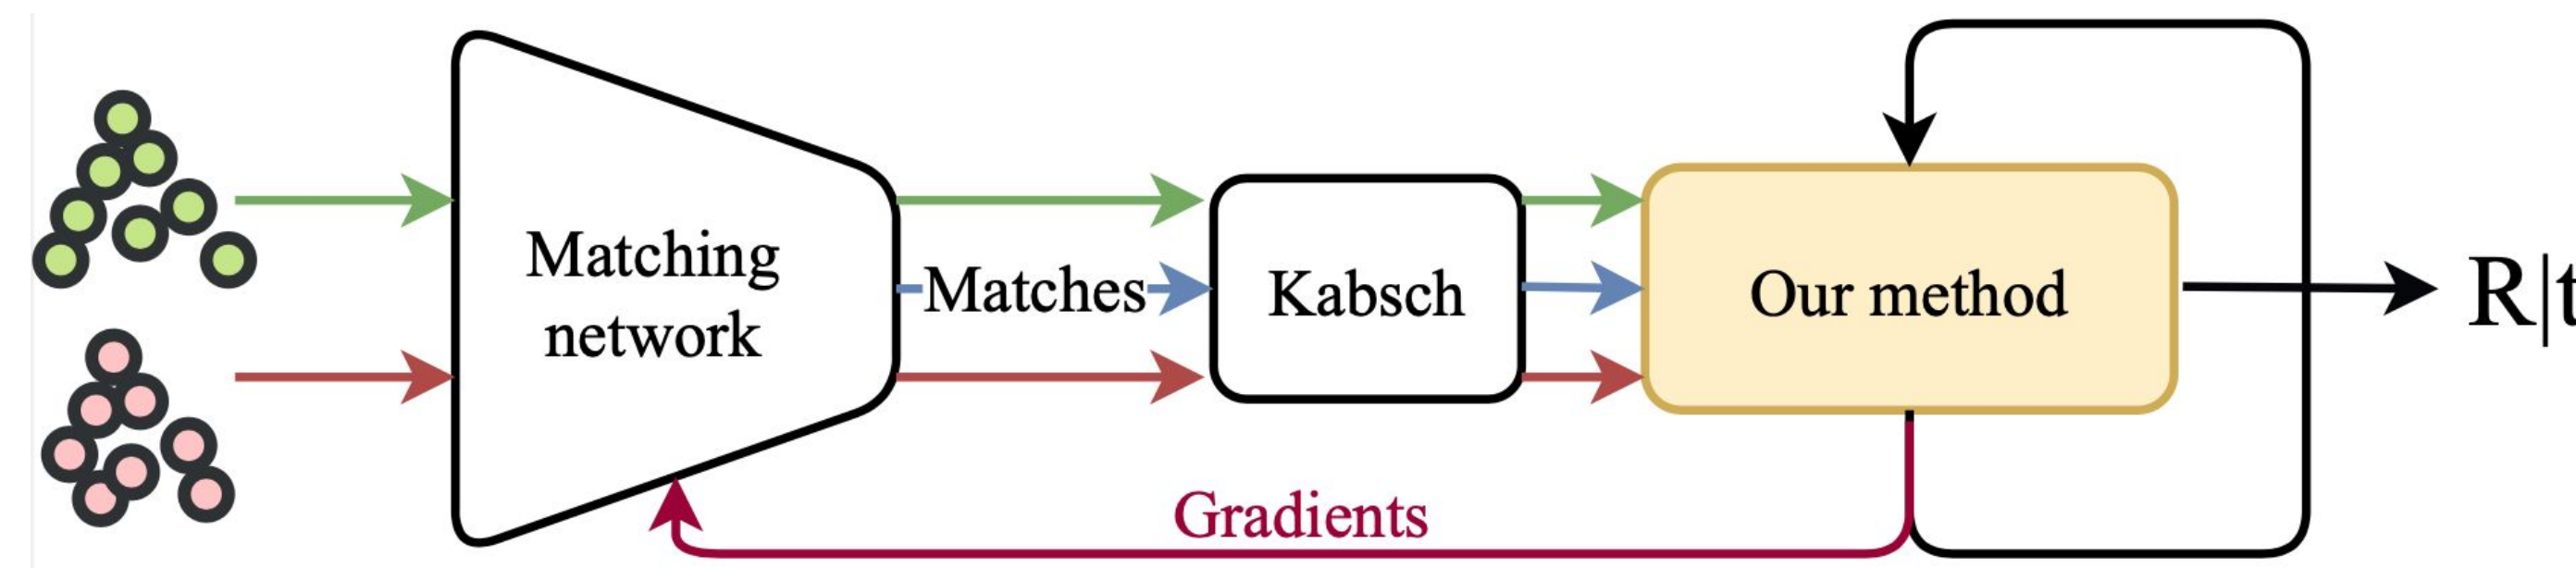 Matching
network
Matches
Kabsch
Our method
R|t
Gradients